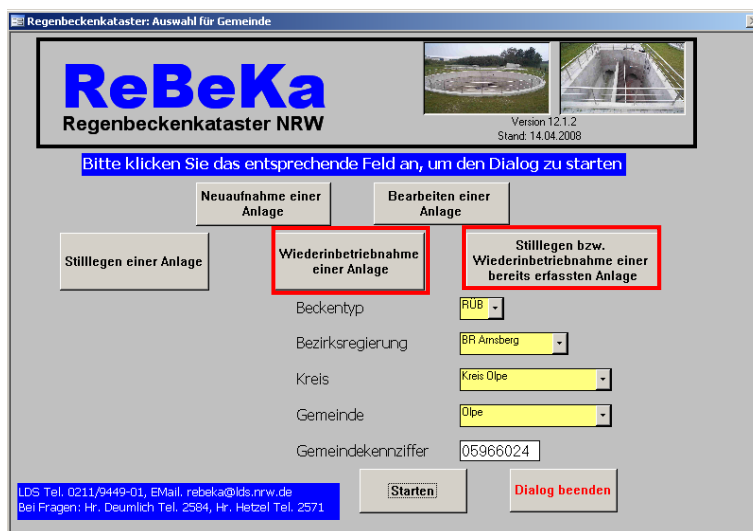 Regenbeckenkataster: Auswahl für Gemeinde
ReBeKa
Regenbeckenkataster NRW
Version 12.1.2
Stand: 14.04.2008
Bitte klicken Sie das entsprechende Feld an, um den Dialog zu starten
Neuaufnahme einer
Anlage
Bearbeiten einer
Anlage
Stilllegen einer Anlage
Wiederinbetriebnahme
einer Anlage
Stilllegen bzw.
Wiederinbetriebnahme einer
bereits erfassten Anlage
Beckentyp
RÜB
Bezirksregierung
BR Arnsberg
Kreis
Kreis Olpe
Gemeinde
Olpe
Gemeindekennziffer
05966024
LDS Tel. 0211/9449-01, EMail. rebeka@lds.nrw.de
Bei Fragen: Hr. Deumlich Tel. 2584, Hr. Hetzel Tel. 2571
Starten
Dialog beenden